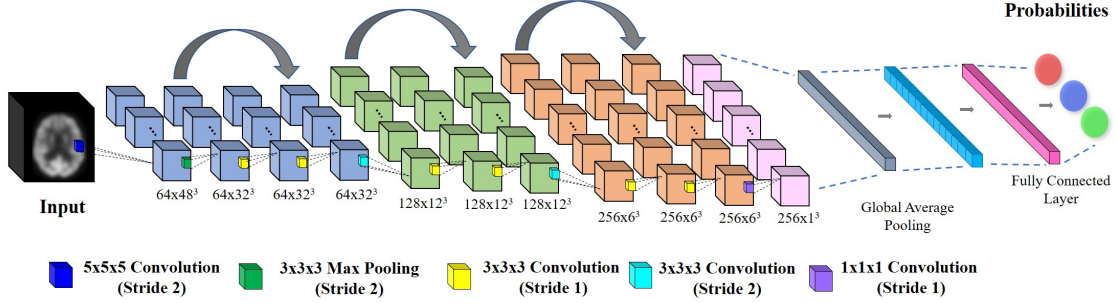 Probabilities
Input
64x48³
64x32³
64x32³
64x32³
128x12³
128x12³
128x12³
256x6³
256x6³
256x6³
256x1³
Global Average
Pooling
Fully Connected
Layer
5x5x5 Convolution
(Stride 2)
3x3x3 Max Pooling
(Stride 2)
3x3x3 Convolution
(Stride 1)
3x3x3 Convolution
(Stride 2)
1x1x1 Convolution
(Stride 1)